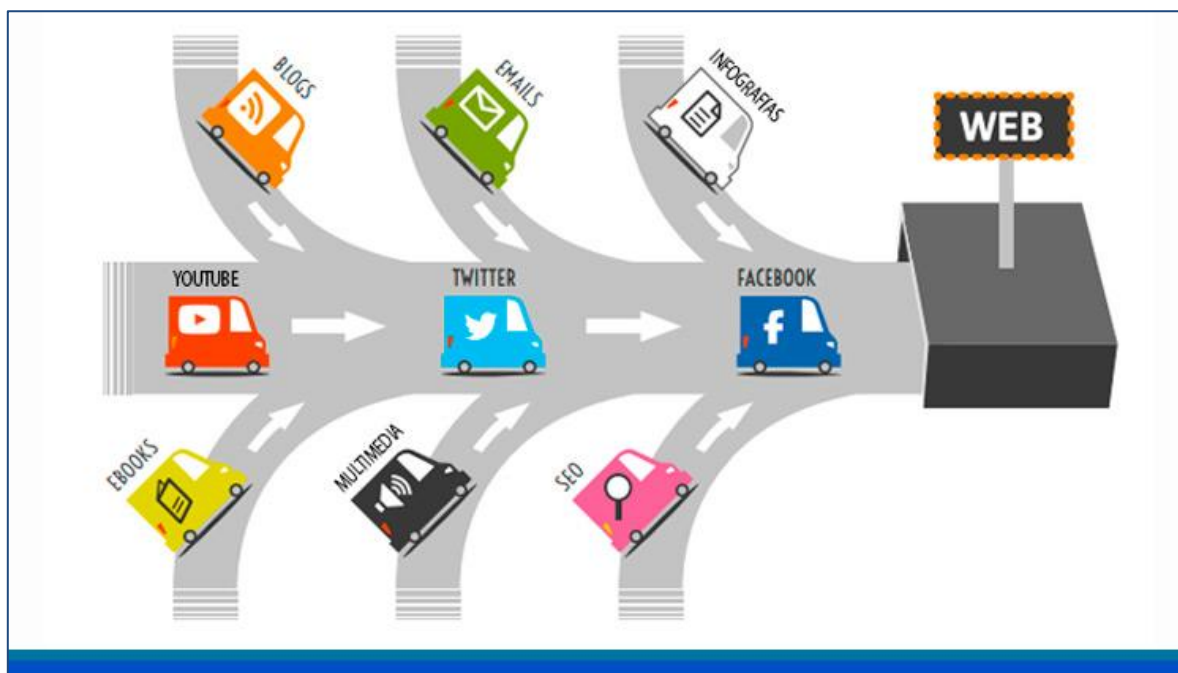 BLOGS
EMAILS
INFOGRAFÍAS
WEB
YOUTUBE
TWITTER
FACEBOOK
EBOOKS
MULTIMEDIA
SEO